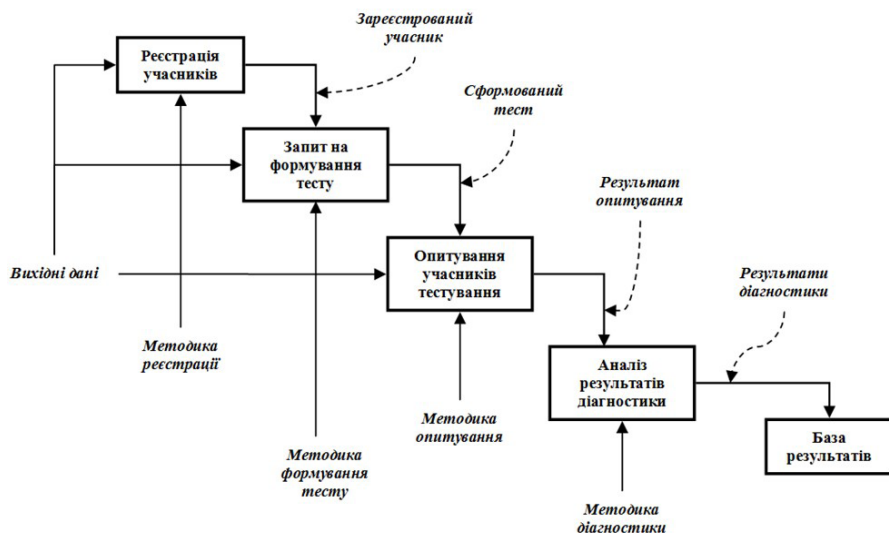 Зареєстрований
учасник
Реєстрація
учасників
Сформований
тест
Запит на
формування
тесту
Результат
опитування
Вихідні дані
Опитування
учасників
тестування
Результати
діагностики
Методика
реєстрації
Аналіз
результатів
діагностики
Методика
опитування
База
результатів
Методика
формування
тесту
Методика
діагностики